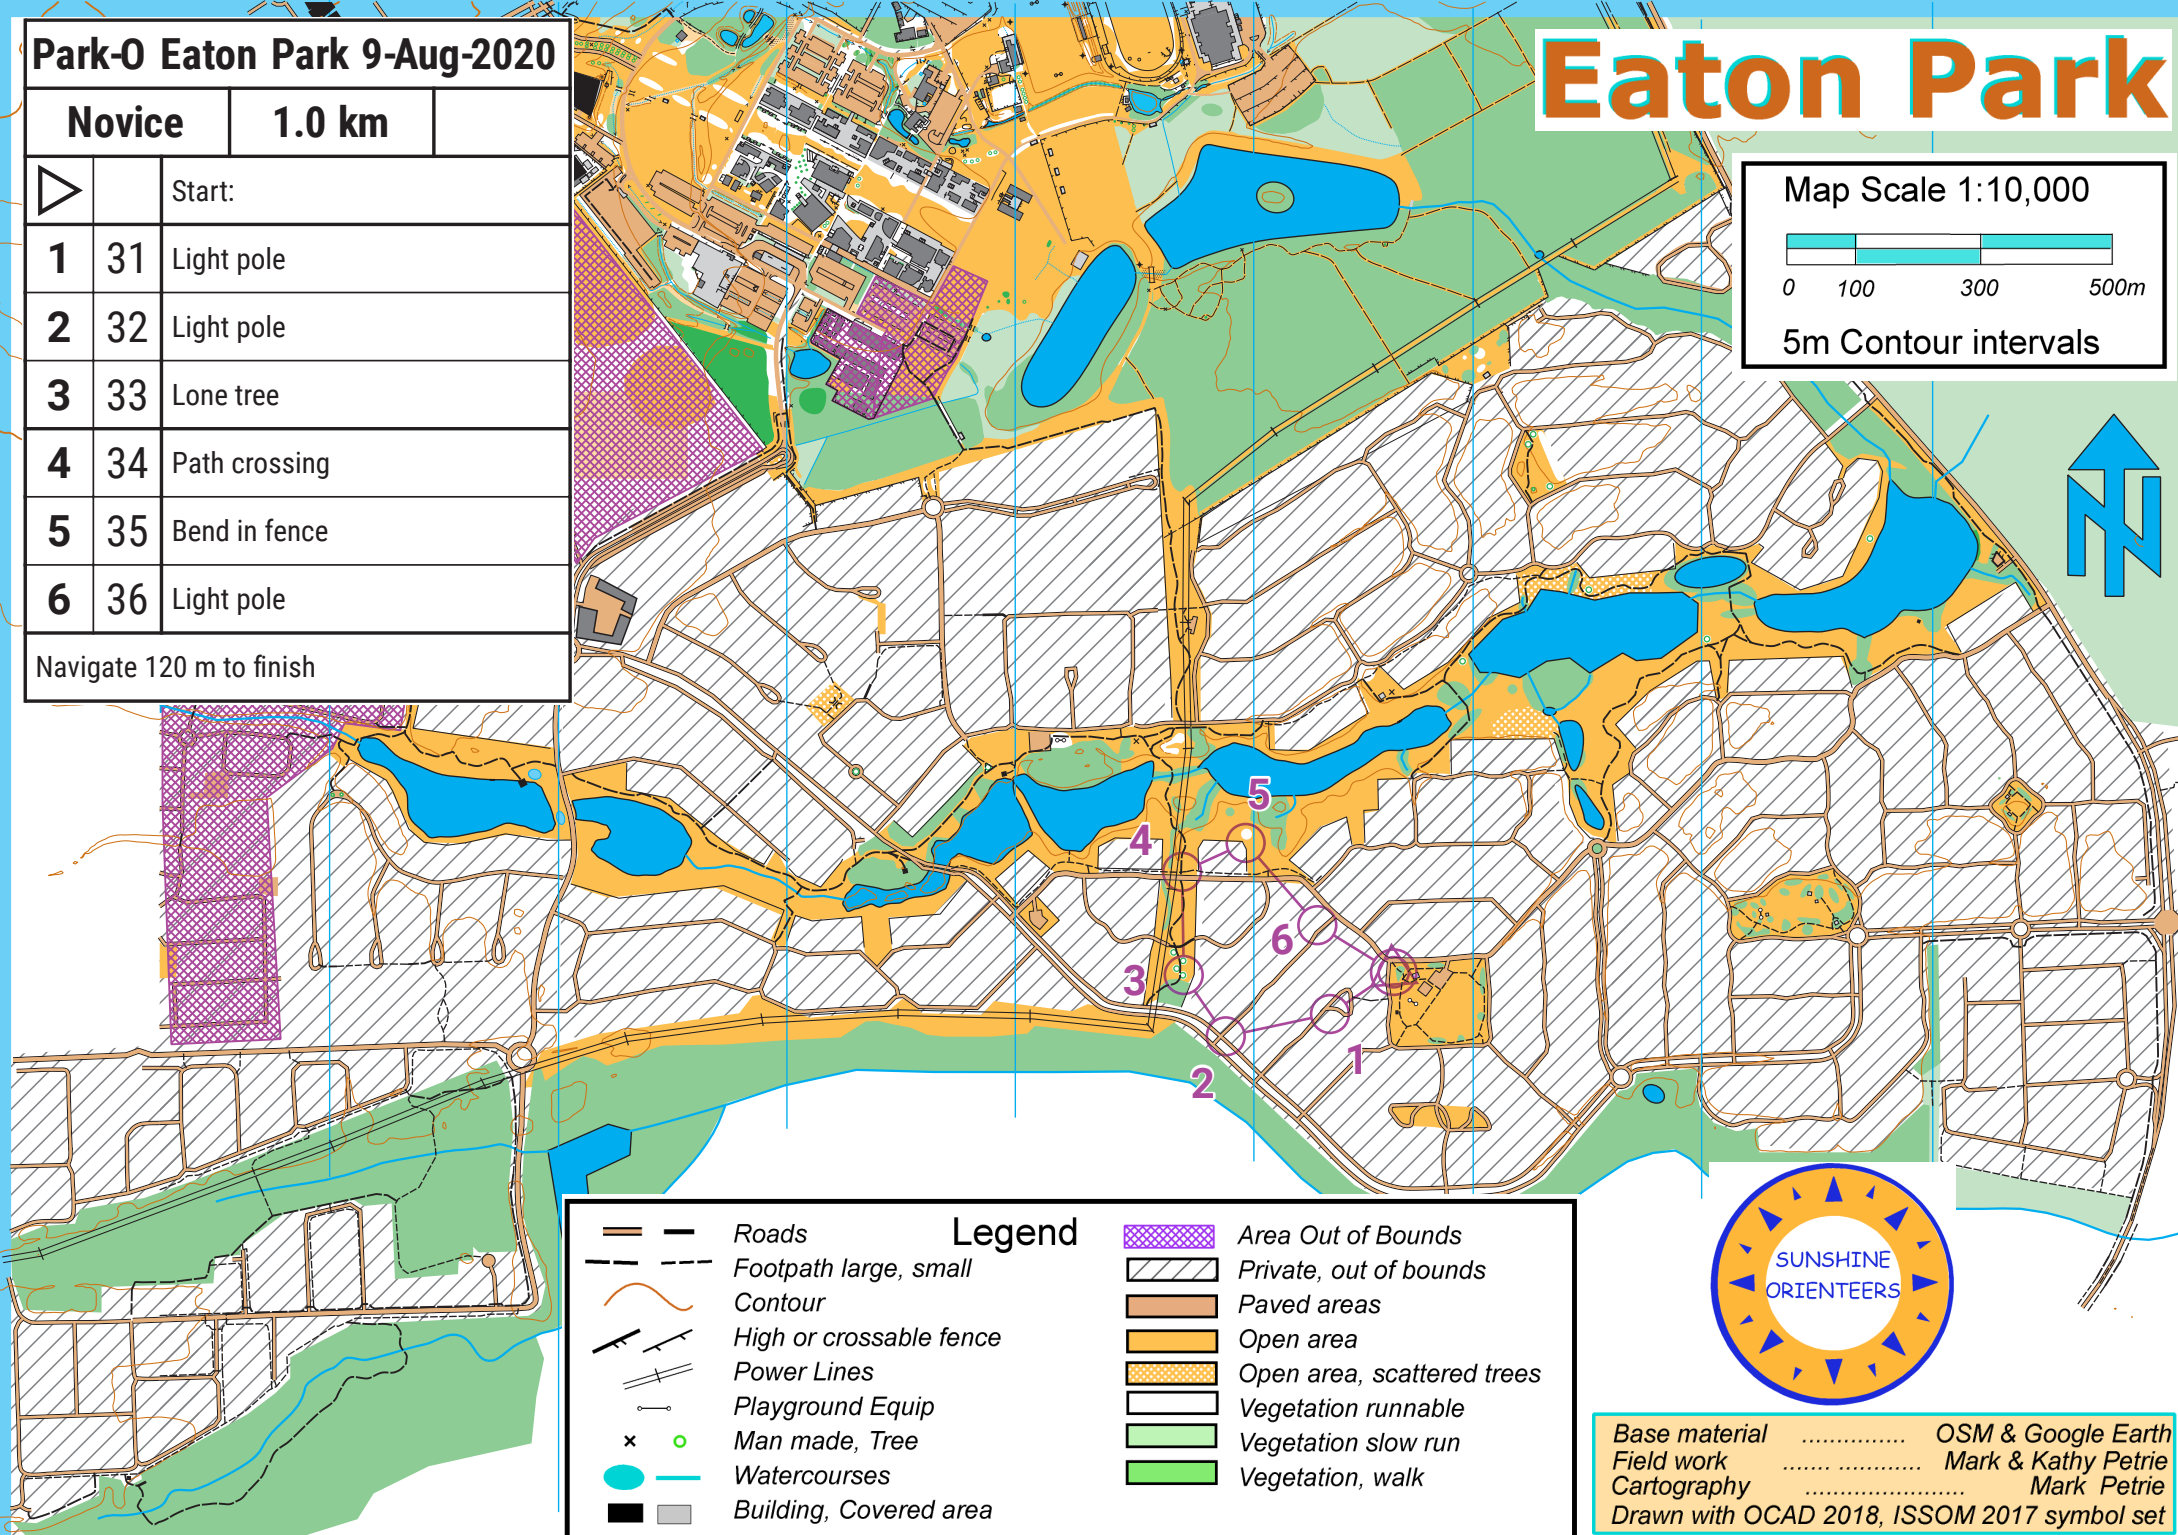 Park-O Eaton Park 9-Aug-2020
Novice 1.0 km
Start:
1 31 Light pole
2 32 Light pole
3 33 Lone tree
4 34 Path crossing
5 35 Bend in fence
6 36 Light pole
Navigate 120 m to finish
Eaton Park
Map Scale 1:10,000
0 100 300 500m
5m Contour intervals
N
5
4
6
3
1
2
Legend
Roads
Footpath large, small
Contour
High or crossable fence
Power Lines
Playground Equip
Man made, Tree
Watercourses
Building, Covered area
Area Out of Bounds
Private, out of bounds
Paved areas
Open area
Open area, scattered trees
Vegetation runnable
Vegetation slow run
Vegetation, walk
SUNSHINE
ORIENTEERS
Base material ............... OSM & Google Earth
Field work ....... ............ Mark & Kathy Petrie
Cartography ....................... Mark Petrie
Drawn with OCAD 2018, ISSOM 2017 symbol set